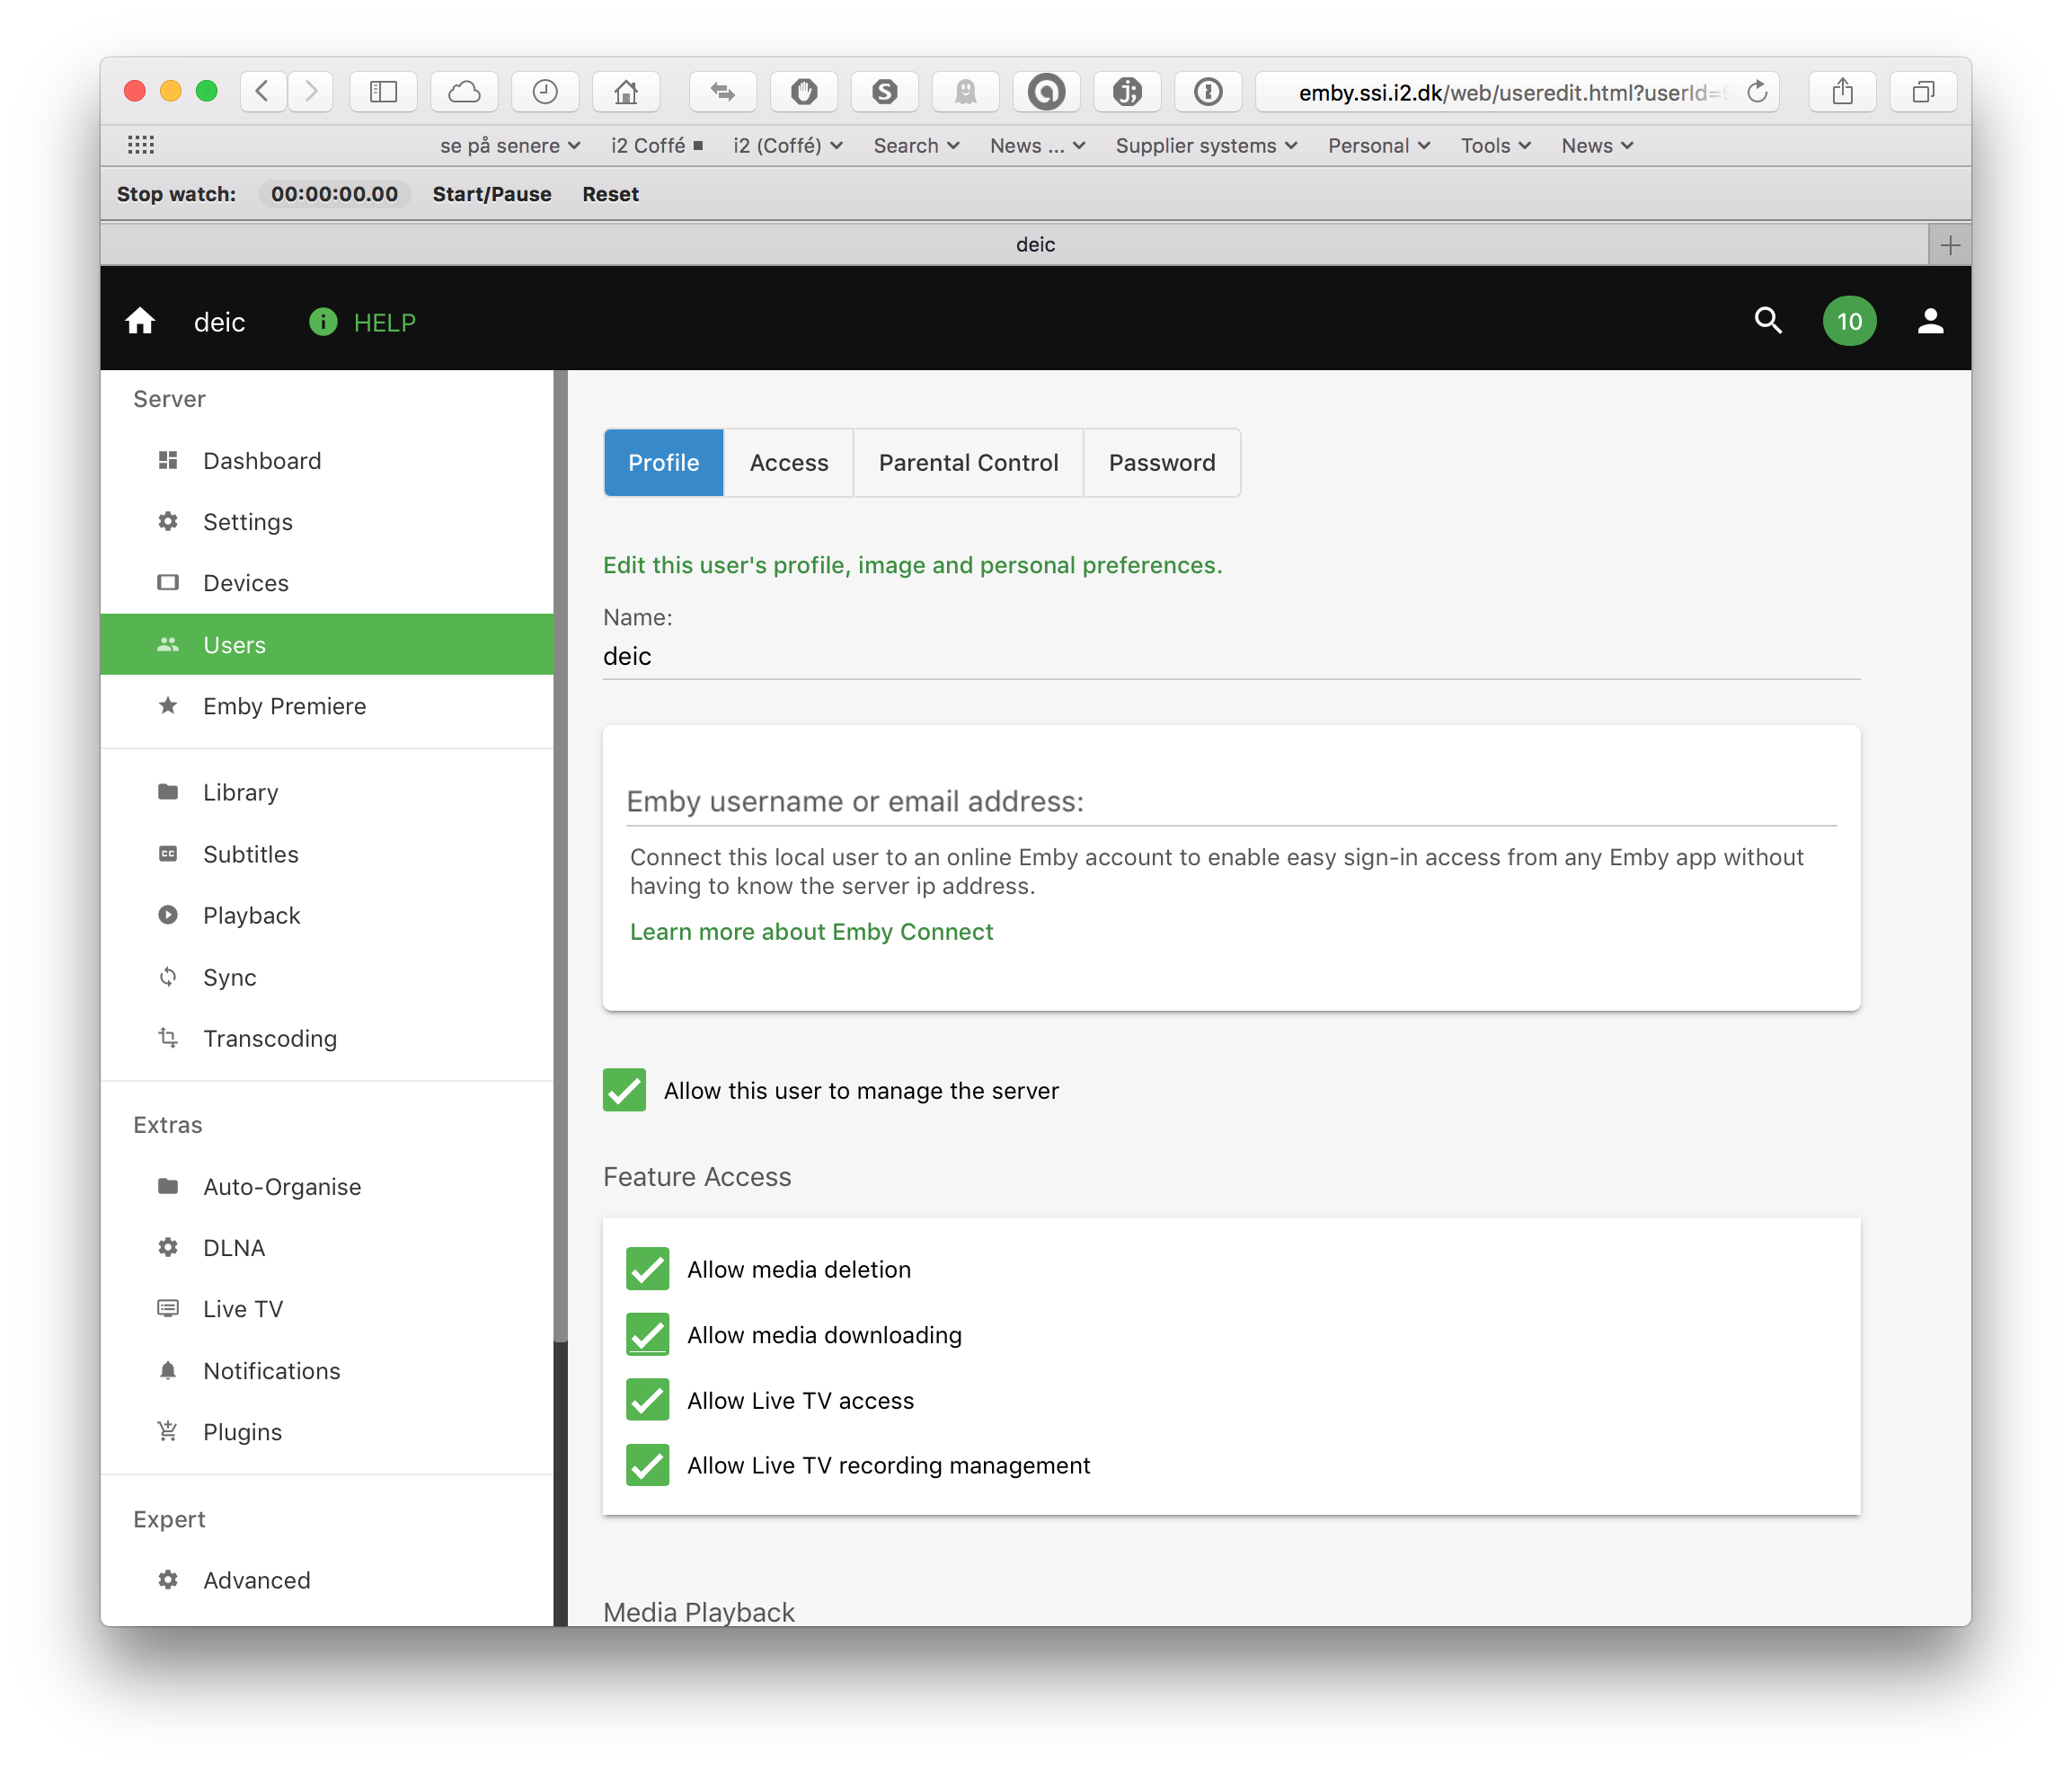 emby.ssi.i2.dk/web/useredit.html?userId=
se på senere i2 Coffé i2 (Coffé) Search News ... Supplier systems Personal Tools News
Stop watch: 00:00:00.00 Start/Pause Reset
deic
deic HELP 10
Server
Dashboard
Settings
Devices
Users
Emby Premiere
Library
Subtitles
Playback
Sync
Transcoding
Extras
Auto-Organise
DLNA
Live TV
Notifications
Plugins
Expert
Advanced
Profile Access Parental Control Password
Edit this user's profile, image and personal preferences.
Name:
deic
Emby username or email address:
Connect this local user to an online Emby account to enable easy sign-in access from any Emby app without
having to know the server ip address.
Learn more about Emby Connect
Allow this user to manage the server
Feature Access
Allow media deletion
Allow media downloading
Allow Live TV access
Allow Live TV recording management
Media Playback